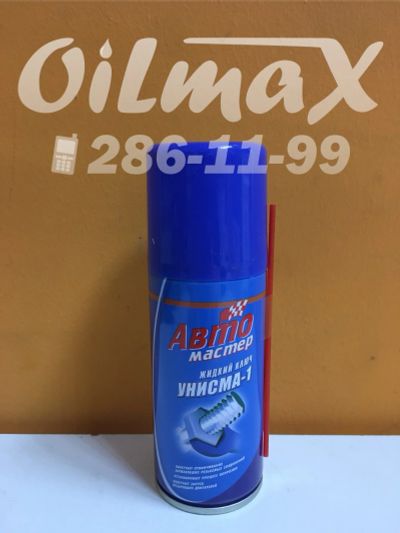 OiLmaX
286-11-99
Авто
мастер
ЖИДКИЙ КЛЮЧ
УНИСМА-1